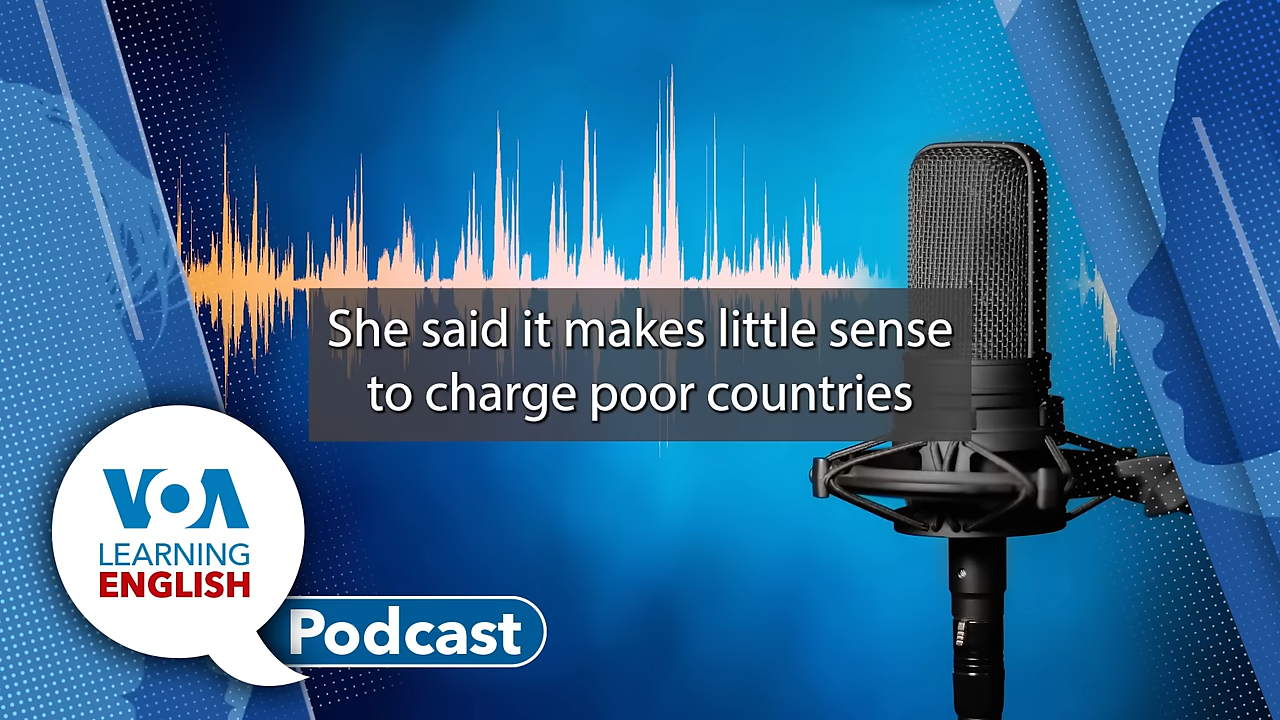 She said it makes little sense
to charge poor countries
VOA
LEARNING
ENGLISH
Podcast